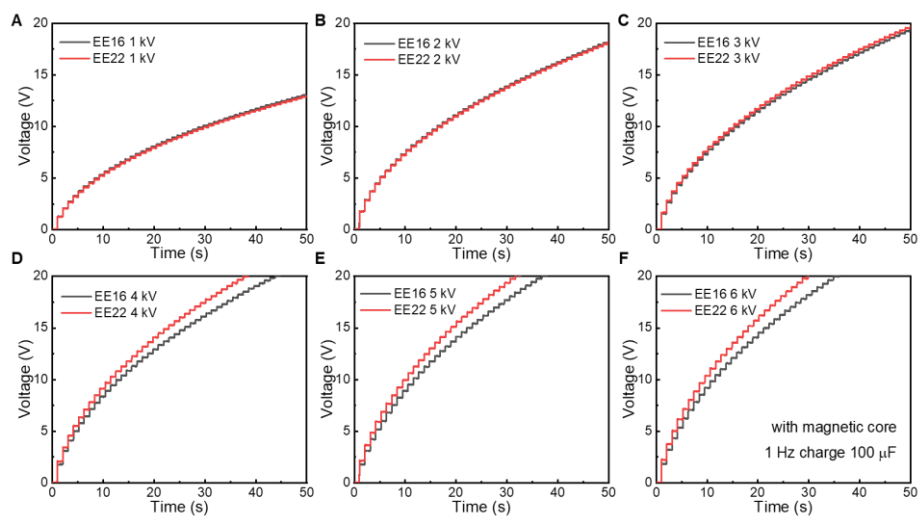 A
EE16 1 kV
EE22 1 kV
20
15
10
5
0
Voltage (V)
0 10 20 30 40 50
Time (s)
B
EE16 2 kV
EE22 2 kV
20
15
10
5
0
Voltage (V)
0 10 20 30 40 50
Time (s)
C
EE16 3 kV
EE22 3 kV
20
15
10
5
0
Voltage (V)
0 10 20 30 40 50
Time (s)
D
EE16 4 kV
EE22 4 kV
20
15
10
5
0
Voltage (V)
0 10 20 30 40 50
Time (s)
E
EE16 5 kV
EE22 5 kV
20
15
10
5
0
Voltage (V)
0 10 20 30 40 50
Time (s)
F
EE16 6 kV
EE22 6 kV
20
15
10
5
0
Voltage (V)
with magnetic core
1 Hz charge 100 μF
0 10 20 30 40 50
Time (s)